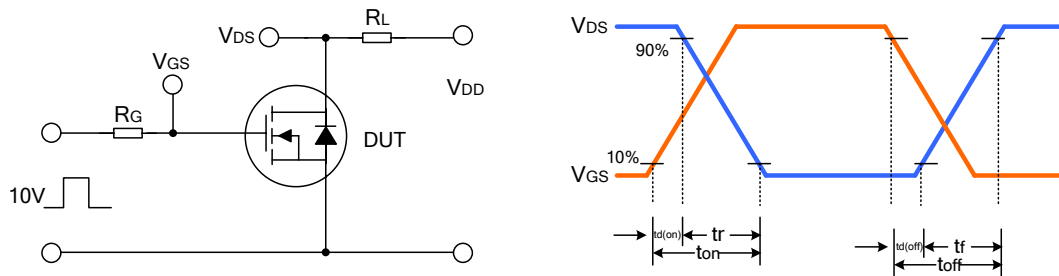 VDS
RL
VGS
VDD
RG
DUT
10V
VDS
90%
10%
VGS
td(on)
tr
ton
td(off)
tf
toff